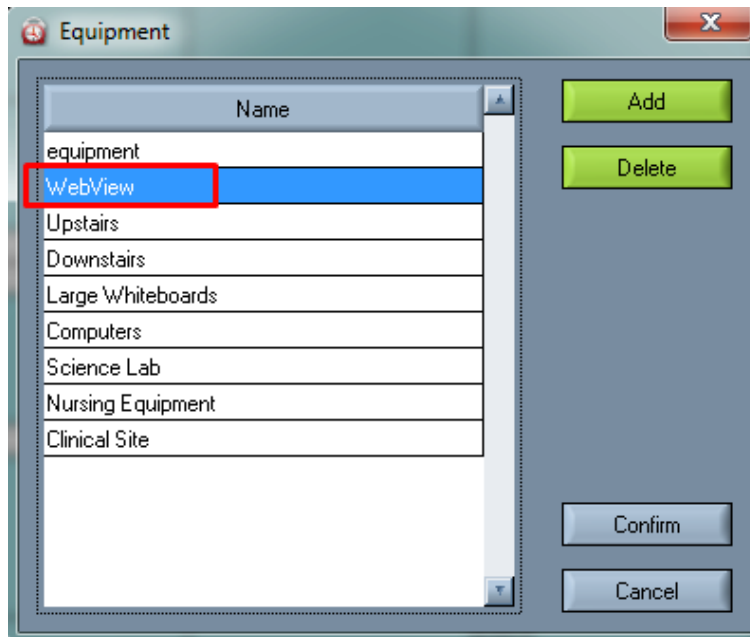 Equipment
Name
equipment
WebView
Upstairs
Downstairs
Large Whiteboards
Computers
Science Lab
Nursing Equipment
Clinical Site
Add
Delete
Confirm
Cancel